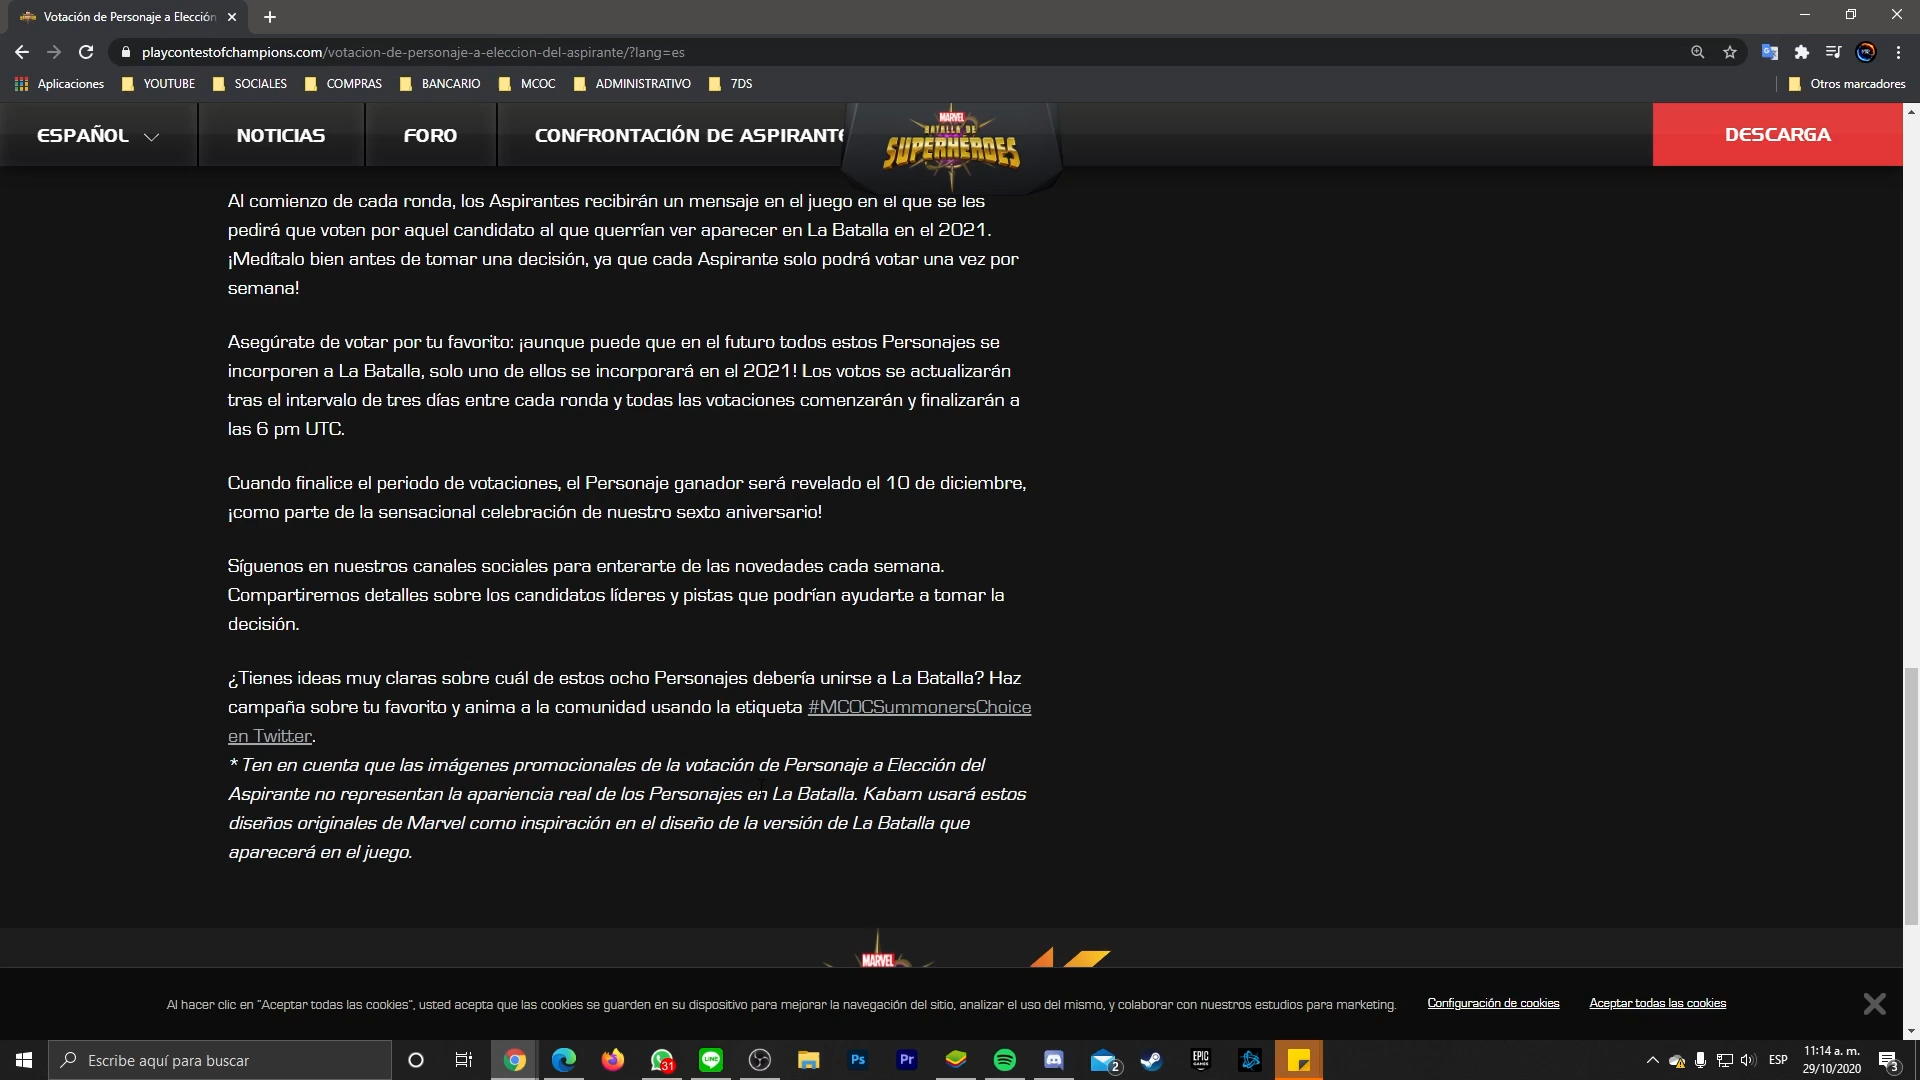 Votación de Personaje a Elección
playcontestofchampions.com/votacion-de-personaje-a-eleccion-del-aspirante/?lang=es
Aplicaciones YOUTUBE SOCIALES COMPRAS BANCARIO MCOC ADMINISTRATIVO 7DS Otros marcadores
ESPAÑOL NOTICIAS FORO CONFRONTACIÓN DE ASPIRANTE DESCARGA
MARVEL
BATALLA DE
SUPERHÉROES
Al comienzo de cada ronda, los Aspirantes recibirán un mensaje en el juego en el que se les
pedirá que voten por aquel candidato al que querrían ver aparecer en La Batalla en el 2021.
¡Medítalo bien antes de tomar una decisión, ya que cada Aspirante solo podrá votar una vez por
semana!
Asegúrate de votar por tu favorito: ¡aunque puede que en el futuro todos estos Personajes se
incorporen a La Batalla, solo uno de ellos se incorporará en el 2021! Los votos se actualizarán
tras el intervalo de tres días entre cada ronda y todas las votaciones comenzarán y finalizarán a
las 6 pm UTC.
Cuando finalice el periodo de votaciones, el Personaje ganador será revelado el 10 de diciembre,
¡como parte de la sensacional celebración de nuestro sexto aniversario!
Síguenos en nuestros canales sociales para enterarte de las novedades cada semana.
Compartiremos detalles sobre los candidatos líderes y pistas que podrían ayudarte a tomar la
decisión.
¿Tienes ideas muy claras sobre cuál de estos ocho Personajes debería unirse a La Batalla? Haz
campaña sobre tu favorito y anima a la comunidad usando la etiqueta #MCOCSummonersChoice
en Twitter.
* Ten en cuenta que las imágenes promocionales de la votación de Personaje a Elección del
Aspirante no representan la apariencia real de los Personajes en La Batalla. Kabam usará estos
diseños originales de Marvel como inspiración en el diseño de la versión de La Batalla que
aparecerá en el juego.
MARVEL
Al hacer clic en “Aceptar todas las cookies”, usted acepta que las cookies se guarden en su dispositivo para mejorar la navegación del sitio, analizar el uso del mismo, y colaborar con nuestros estudios para marketing. Configuración de cookies Aceptar todas las cookies
Escribe aquí para buscar
31
Ps
Pr
2
EPIC
GAMES
ESP
11:14 a. m.
29/10/2020
3